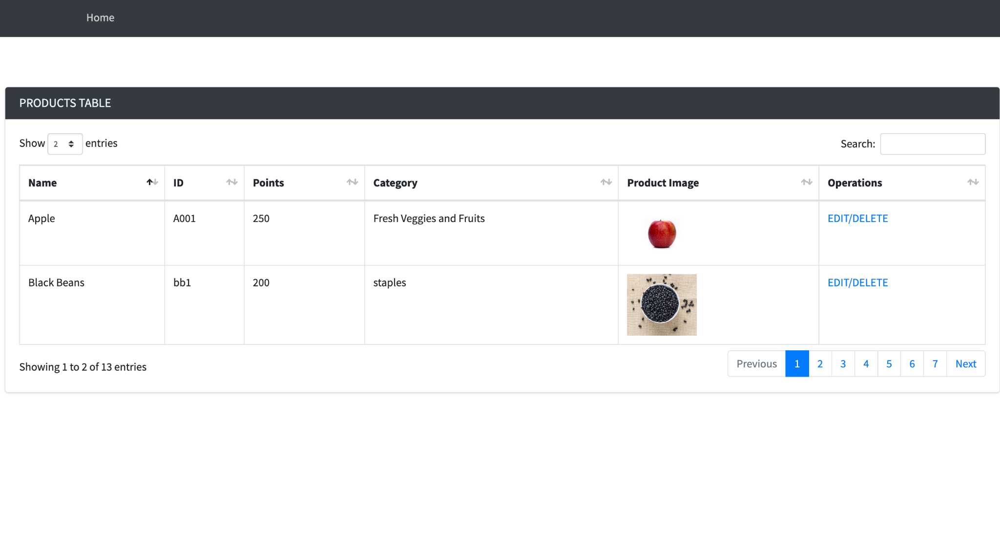 Home
PRODUCTS TABLE
Show 2 entries
Search:
Name ID Points Category Product Image Operations
Apple A001 250 Fresh Veggies and Fruits EDIT/DELETE
Black Beans bb1 200 staples EDIT/DELETE
Showing 1 to 2 of 13 entries
Previous 1 2 3 4 5 6 7 Next